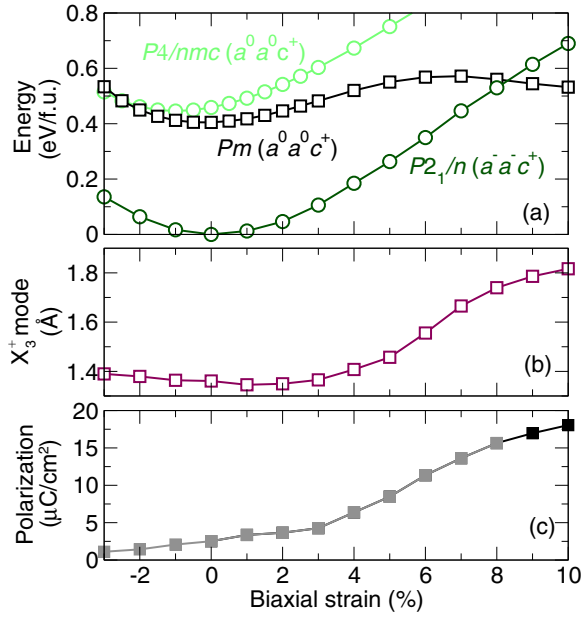 0.8
0.6
0.4
0.2
0
Energy
(eV/f.u.)
P4/nmc (a⁰a⁰c⁺)
Pm (a⁰a⁰c⁺)
P2₁/n (a⁻a⁻c⁺)
(a)
1.8
1.6
1.4
X₃⁺ mode
(Å)
(b)
20
15
10
5
0
Polarization
(μC/cm²)
(c)
-2 0 2 4 6 8 10
Biaxial strain (%)